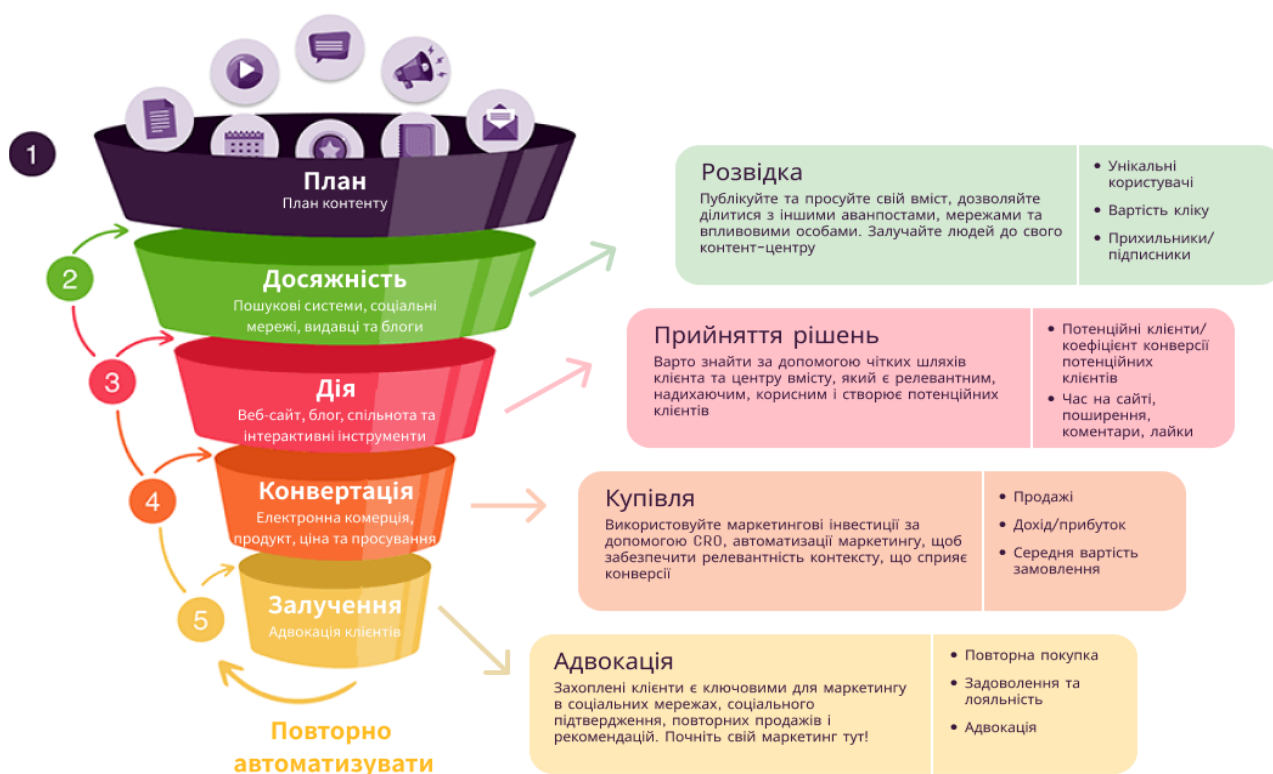 1
План
План контенту
2
Досяжність
Пошукові системи, соціальні
мережі, видавці та блоги
3
Дія
Веб-сайт, блог, спільнота та
інтерактивні інструменти
4
Конвертація
Електронна комерція,
продукт, ціна та просування
5
Залучення
Адвокація клієнтів
Повторно
автоматизувати
Розвідка
Публікуйте та просуйте свій вміст, дозволяйте
ділитися з іншими аванпостами, мережами та
впливовими особами. Залучайте людей до свого
контент-центру
• Унікальні
користувачі
• Вартість кліку
• Прихильники/
підписники
Прийняття рішень
Варто знайти за допомогою чітких шляхів
клієнта та центру вмісту, який є релевантним,
надихаючим, корисним і створює потенційних
клієнтів
• Потенційні клієнти/
коефіцієнт конверсії
потенційних
клієнтів
• Час на сайті,
поширення,
коментари, лайки
Купівля
Використовуйте маркетингові інвестиції за
допомогою CRO, автоматизації маркетингу, щоб
забезпечити релевантність контексту, що сприяє
конверсії
• Продажі
• Дохід/прибуток
• Середня вартість
замовлення
Адвокація
Захоплені клієнти є ключовими для маркетингу
в соціальних мережах, соціального
підтвердження, повторних продажів і
рекомендацій. Почніть свій маркетинг тут!
• Повторна покупка
• Задоволення та
лояльність
• Адвокація